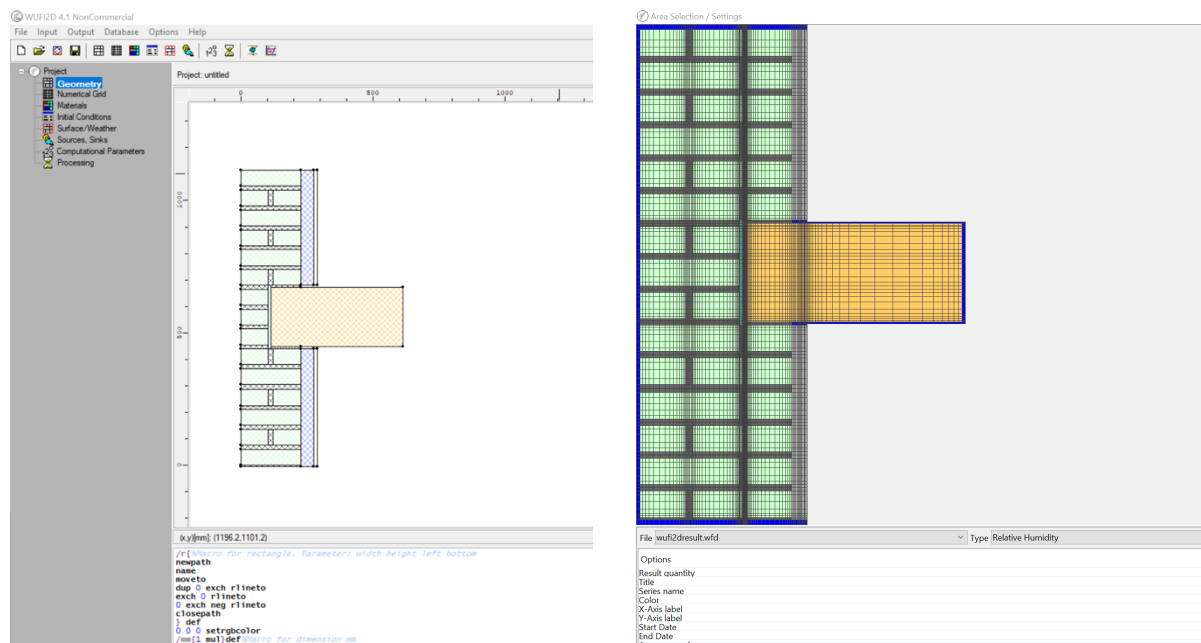 WUFI2D 4.1 NonCommercial
File Input Output Database Options Help
Project
Geometry
Numerical Grid
Materials
Initial Conditions
Surface/Weather
Sources, Sinks
Computational Parameters
Processing
Project: untitled
0 500 1000
1000
500
0
(x,y)[mm]: (1196.2,1101.2)
/r{%Macro for rectangle. Parameter: width height left bottom
newpath
name
moveto
dup 0 exch rlineto
exch 0 rlineto
0 exch neg rlineto
closepath
} def
0 0 0 setrgbcolor
/mm{1 mul}def%Macro for dimension mm
Area Selection / Settings
File wufi2dresult.wfd Type Relative Humidity
Options
Result quantity
Title
Series name
Color
X-Axis label
Y-Axis label
Start Date
End Date